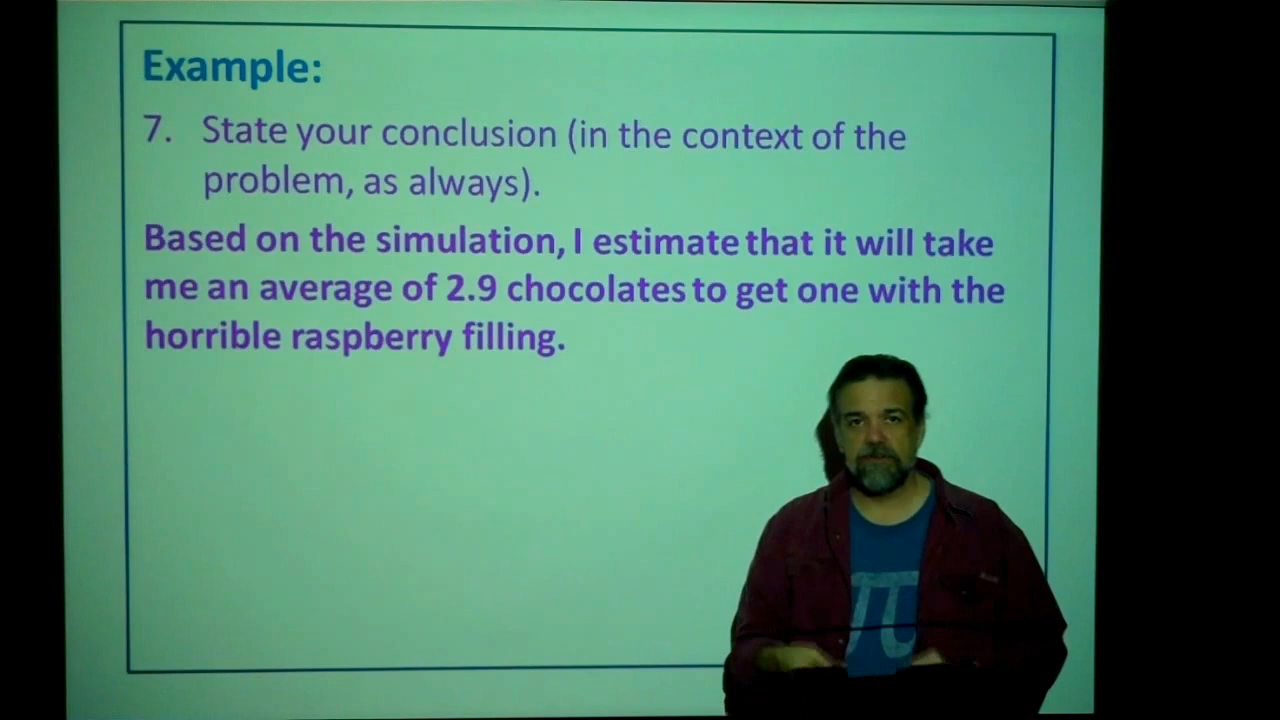 Example:
7. State your conclusion (in the context of the
problem, as always).
Based on the simulation, I estimate that it will take
me an average of 2.9 chocolates to get one with the
horrible raspberry filling.
π